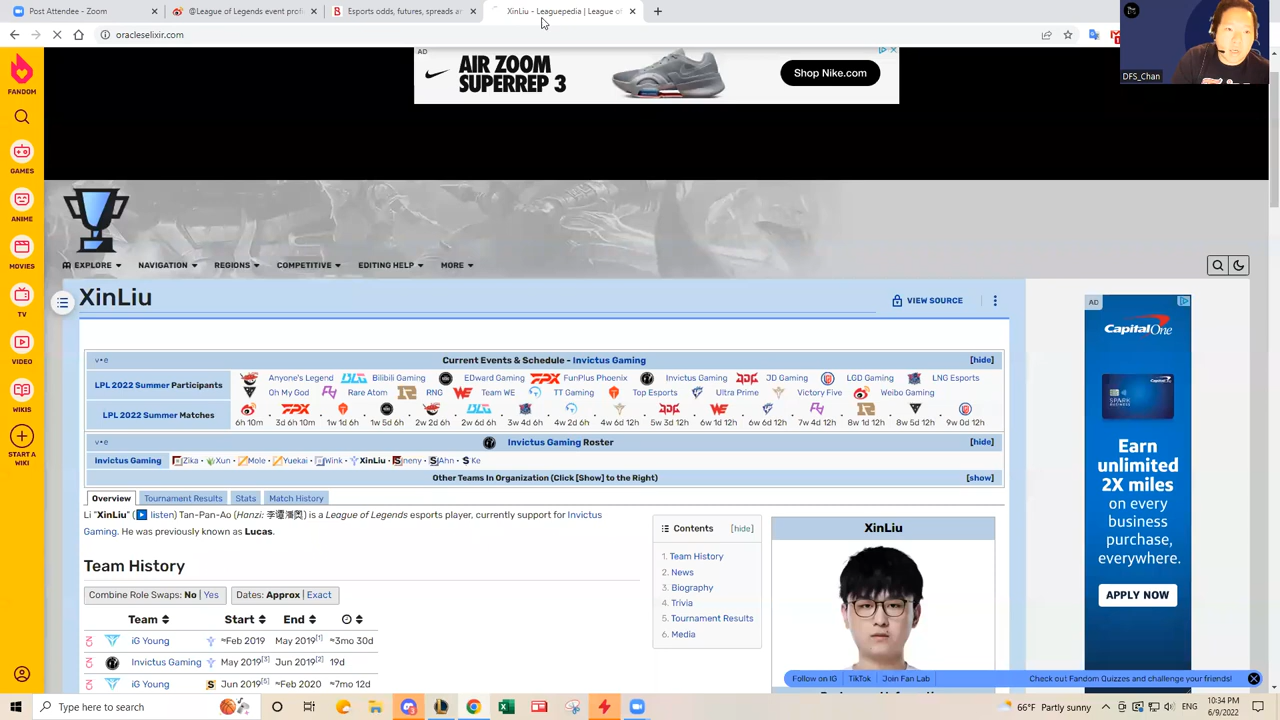 Post Attendee - Zoom
@League of Legends event profi
Esports odds, futures, spreads an
XinLiu - Leaguepedia | League of
oracleselixir.com
DFS_Chan
AD
AIR ZOOM
SUPERREP 3
Shop Nike.com
FANDOM
GAMES
ANIME
MOVIES
TV
VIDEO
WIKIS
START A
WIKI
EXPLORE
NAVIGATION
REGIONS
COMPETITIVE
EDITING HELP
MORE
XinLiu
VIEW SOURCE
v•e
Current Events & Schedule - Invictus Gaming
[hide]
LPL 2022 Summer Participants
Anyone's Legend
Bilibili Gaming
EDward Gaming
FunPlus Phoenix
Invictus Gaming
JD Gaming
LGD Gaming
LNG Esports
Oh My God
Rare Atom
RNG
Team WE
TT Gaming
Top Esports
Ultra Prime
Victory Five
Weibo Gaming
LPL 2022 Summer Matches
6h 10m
3d 6h 10m
1w 1d 6h
1w 5d 6h
2w 2d 6h
2w 6d 6h
3w 4d 6h
4w 2d 6h
4w 6d 12h
5w 3d 12h
6w 1d 12h
6w 6d 12h
7w 4d 12h
8w 1d 12h
8w 5d 12h
9w 0d 12h
v•e
Invictus Gaming Roster
[hide]
Invictus Gaming
Zika
Xun
Mole
Yuekai
Wink
XinLiu
neny
Ahn
Ke
Other Teams In Organization (Click [Show] to the Right)
[show]
Overview
Tournament Results
Stats
Match History
Li "XinLiu" (listen) Tan-Pan-Ao (Hanzi: 李谭潘奥) is a League of Legends esports player, currently support for Invictus
Gaming. He was previously known as Lucas.
Contents [hide]
1. Team History
2. News
3. Biography
4. Trivia
5. Tournament Results
6. Media
XinLiu
Team History
Combine Role Swaps: No | Yes
Dates: Approx | Exact
Team
Start
End
CN
iG Young
≈Feb 2019
May 2019[1]
≈3mo 30d
CN
Invictus Gaming
May 2019[3]
Jun 2019[2]
19d
CN
iG Young
S
Jun 2019[5]
≈Feb 2020
≈7mo 12d
AD
Capital One
SPARK
BUSINESS
Earn
unlimited
2X miles
on every
business
purchase,
everywhere.
APPLY NOW
Follow on IG
TikTok
Join Fan Lab
Check out Fandom Quizzes and challenge your friends!
Type here to search
66°F Partly sunny
10:34 PM
6/9/2022